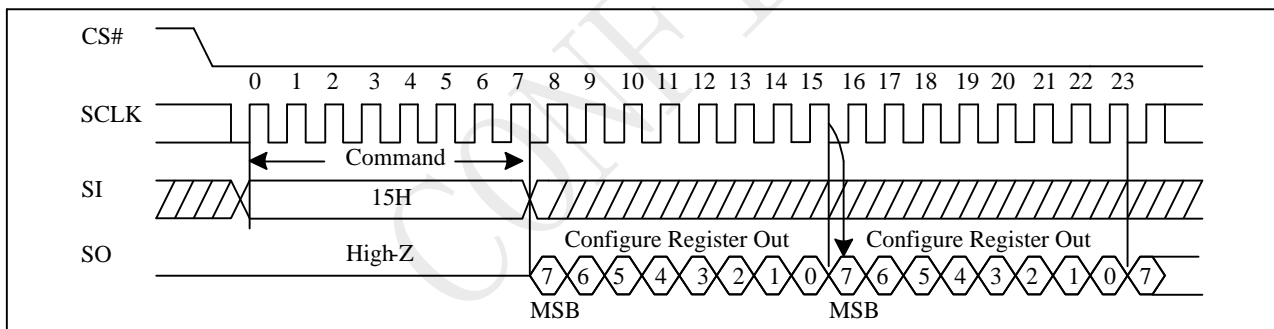 CS#
0 1 2 3 4 5 6 7 8 9 10 11 12 13 14 15 16 17 18 19 20 21 22 23
SCLK
Command
SI
15H
SO
High-Z
Configure Register Out
Configure Register Out
7 6 5 4 3 2 1 0 7 6 5 4 3 2 1 0 7
MSB
MSB